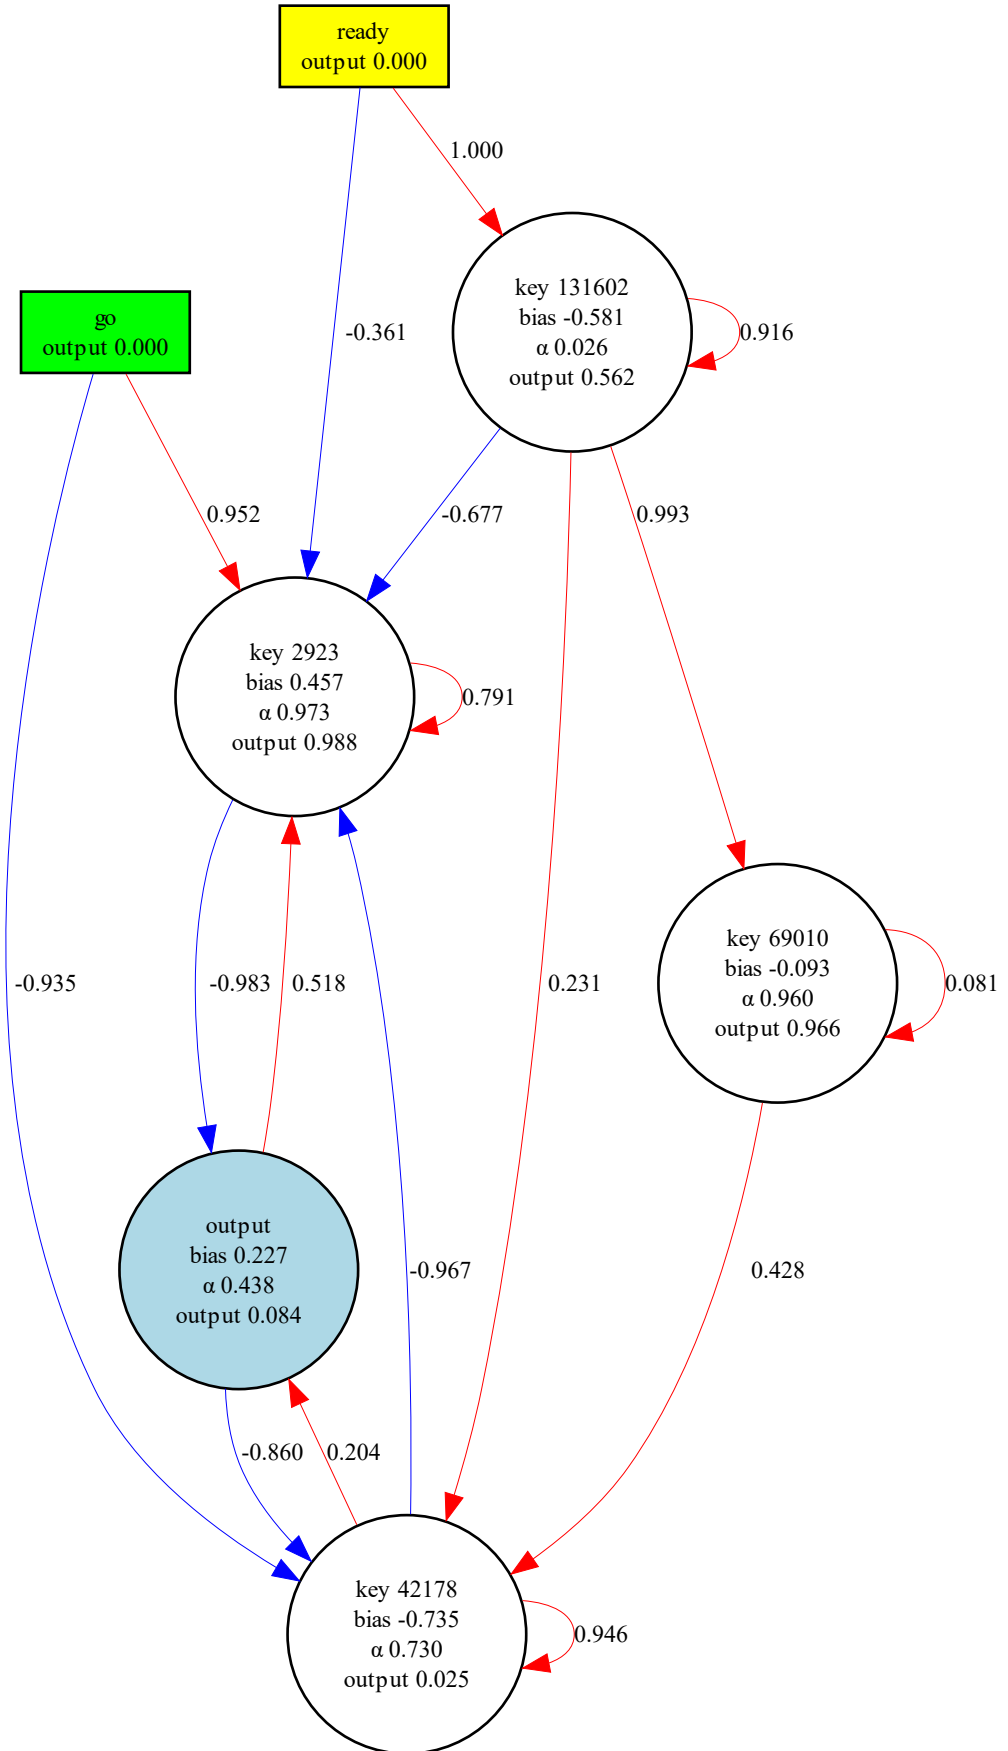 ready
output 0.000
1.000
go
output 0.000
-0.361
key 131602
bias -0.581
α 0.026
output 0.562
0.916
0.952
-0.677
0.993
key 2923
bias 0.457
α 0.973
output 0.988
0.791
-0.935
-0.983
0.518
0.231
key 69010
bias -0.093
α 0.960
output 0.966
0.081
output
bias 0.227
α 0.438
output 0.084
-0.967
0.428
-0.860
0.204
key 42178
bias -0.735
α 0.730
output 0.025
0.946